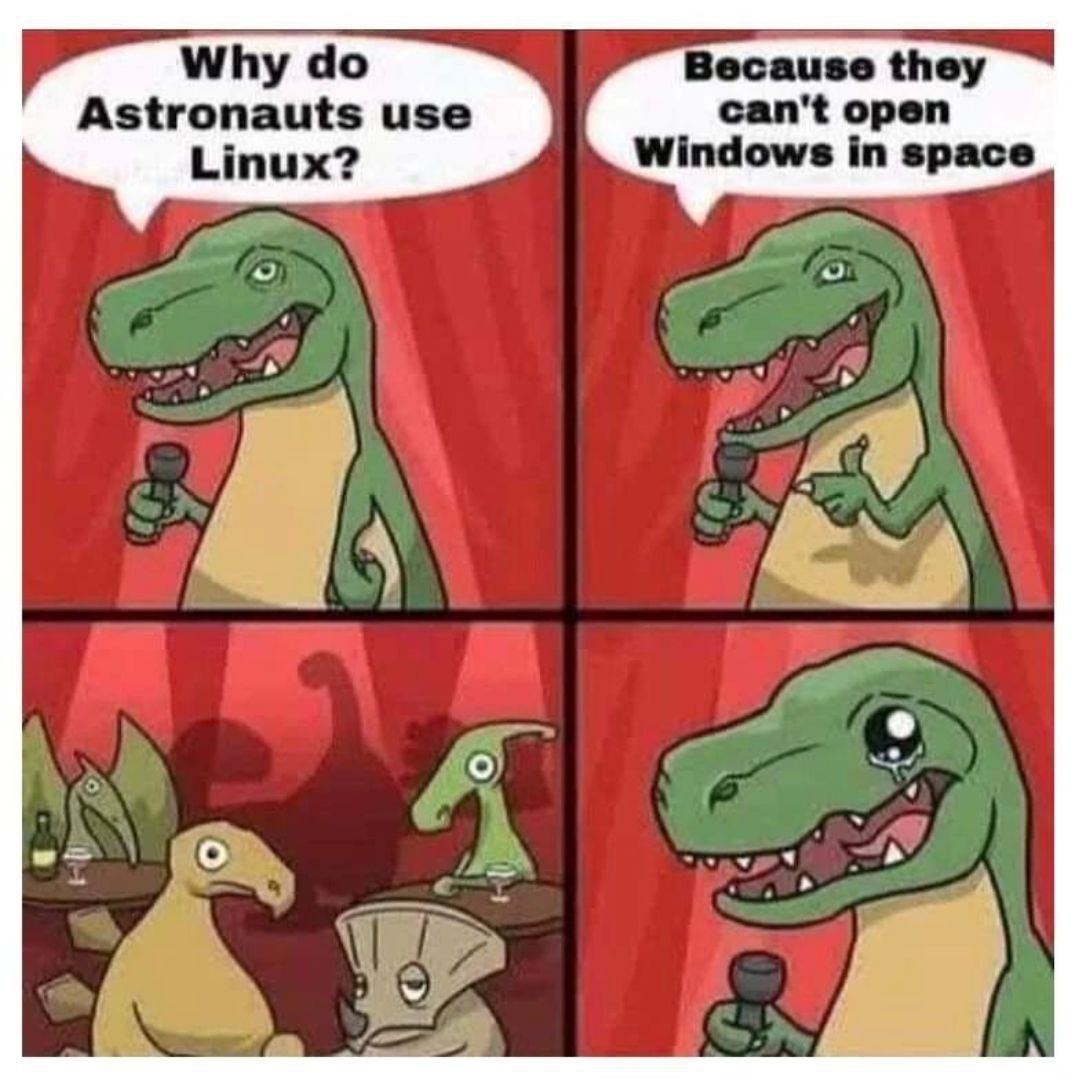 Why do
Astronauts use
Linux?
Because they
can't open
Windows in space